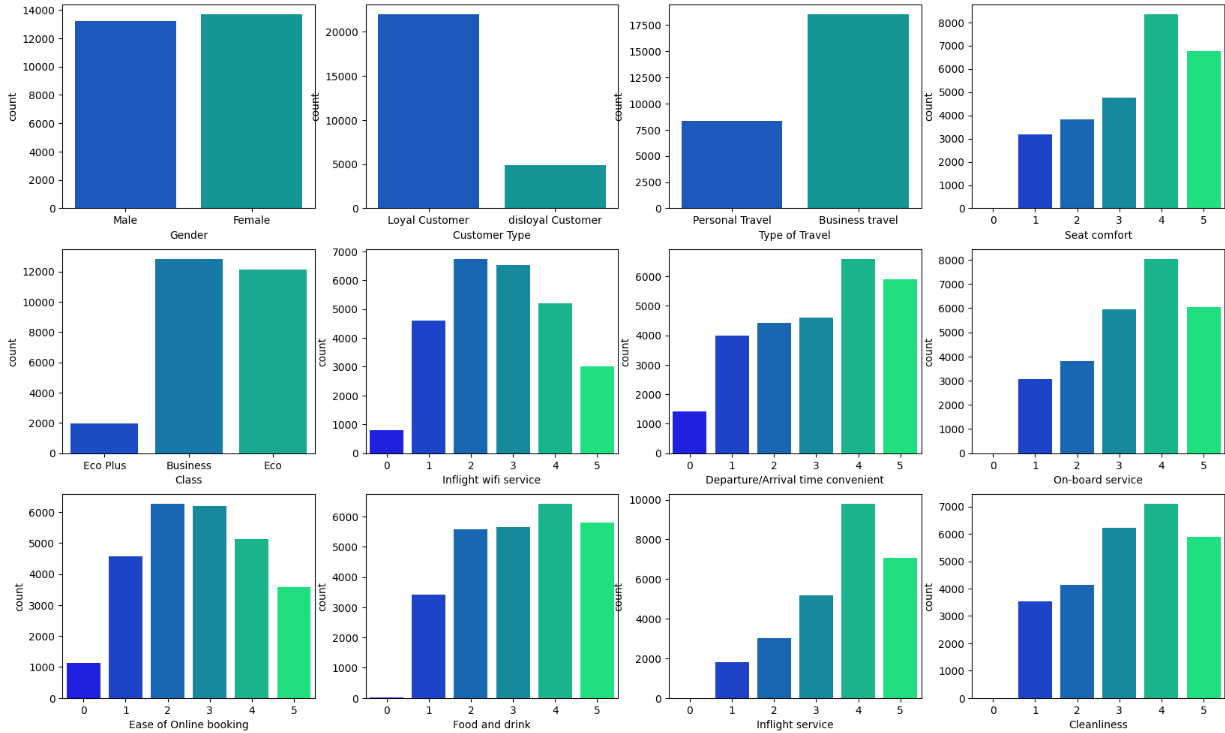 14000
12000
10000
8000
6000
4000
2000
0
count
Male Female
Gender
20000
15000
10000
5000
0
count
Loyal Customer disloyal Customer
Customer Type
17500
15000
12500
10000
7500
5000
2500
0
count
Personal Travel Business travel
Type of Travel
8000
7000
6000
5000
4000
3000
2000
1000
0
count
0 1 2 3 4 5
Seat comfort
12000
10000
8000
6000
4000
2000
0
count
Eco Plus Business Eco
Class
7000
6000
5000
4000
3000
2000
1000
0
count
0 1 2 3 4 5
Inflight wifi service
6000
5000
4000
3000
2000
1000
0
count
0 1 2 3 4 5
Departure/Arrival time convenient
8000
7000
6000
5000
4000
3000
2000
1000
0
count
0 1 2 3 4 5
On-board service
6000
5000
4000
3000
2000
1000
0
count
0 1 2 3 4 5
Ease of Online booking
6000
5000
4000
3000
2000
1000
0
count
0 1 2 3 4 5
Food and drink
10000
8000
6000
4000
2000
0
count
0 1 2 3 4 5
Inflight service
7000
6000
5000
4000
3000
2000
1000
0
count
0 1 2 3 4 5
Cleanliness